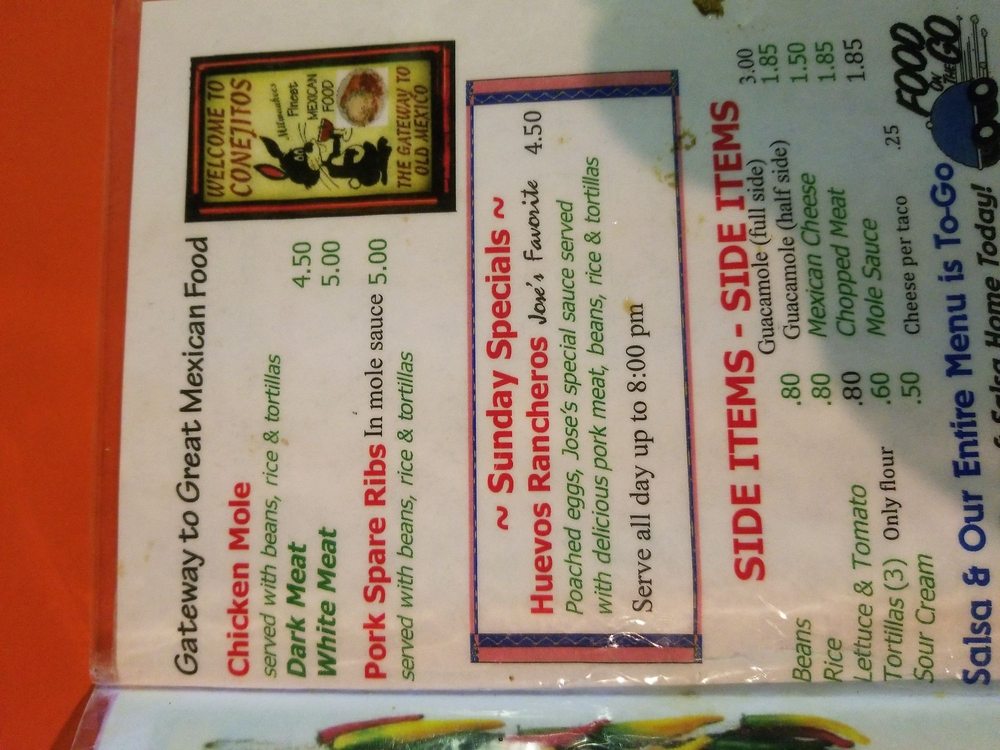 Gateway to Great Mexican Food
WELCOME TO
CONEJITOS
Milwaukees
Finest
MEXICAN
FOOD
THE GATEWAY TO
OLD MEXICO
Chicken Mole
served with beans, rice & tortillas
Dark Meat 4.50
White Meat 5.00
Pork Spare Ribs In mole sauce 5.00
served with beans, rice & tortillas
~ Sunday Specials ~
Huevos Rancheros Jose's Favorite 4.50
Poached eggs, Jose's special sauce served
with delicious pork meat, beans, rice & tortillas
Serve all day up to 8:00 pm
SIDE ITEMS - SIDE ITEMS
Beans .80
Rice .80
Lettuce & Tomato .80
Tortillas (3) Only flour .60
Sour Cream .50
Guacamole (full side) 3.00
Guacamole (half side) 1.85
Mexican Cheese 1.50
Chopped Meat 1.85
Mole Sauce 1.85
Cheese per taco .25
FOOD
ON THE
GO
Salsa & Our Entire Menu is To-Go
Salsa Home Today!